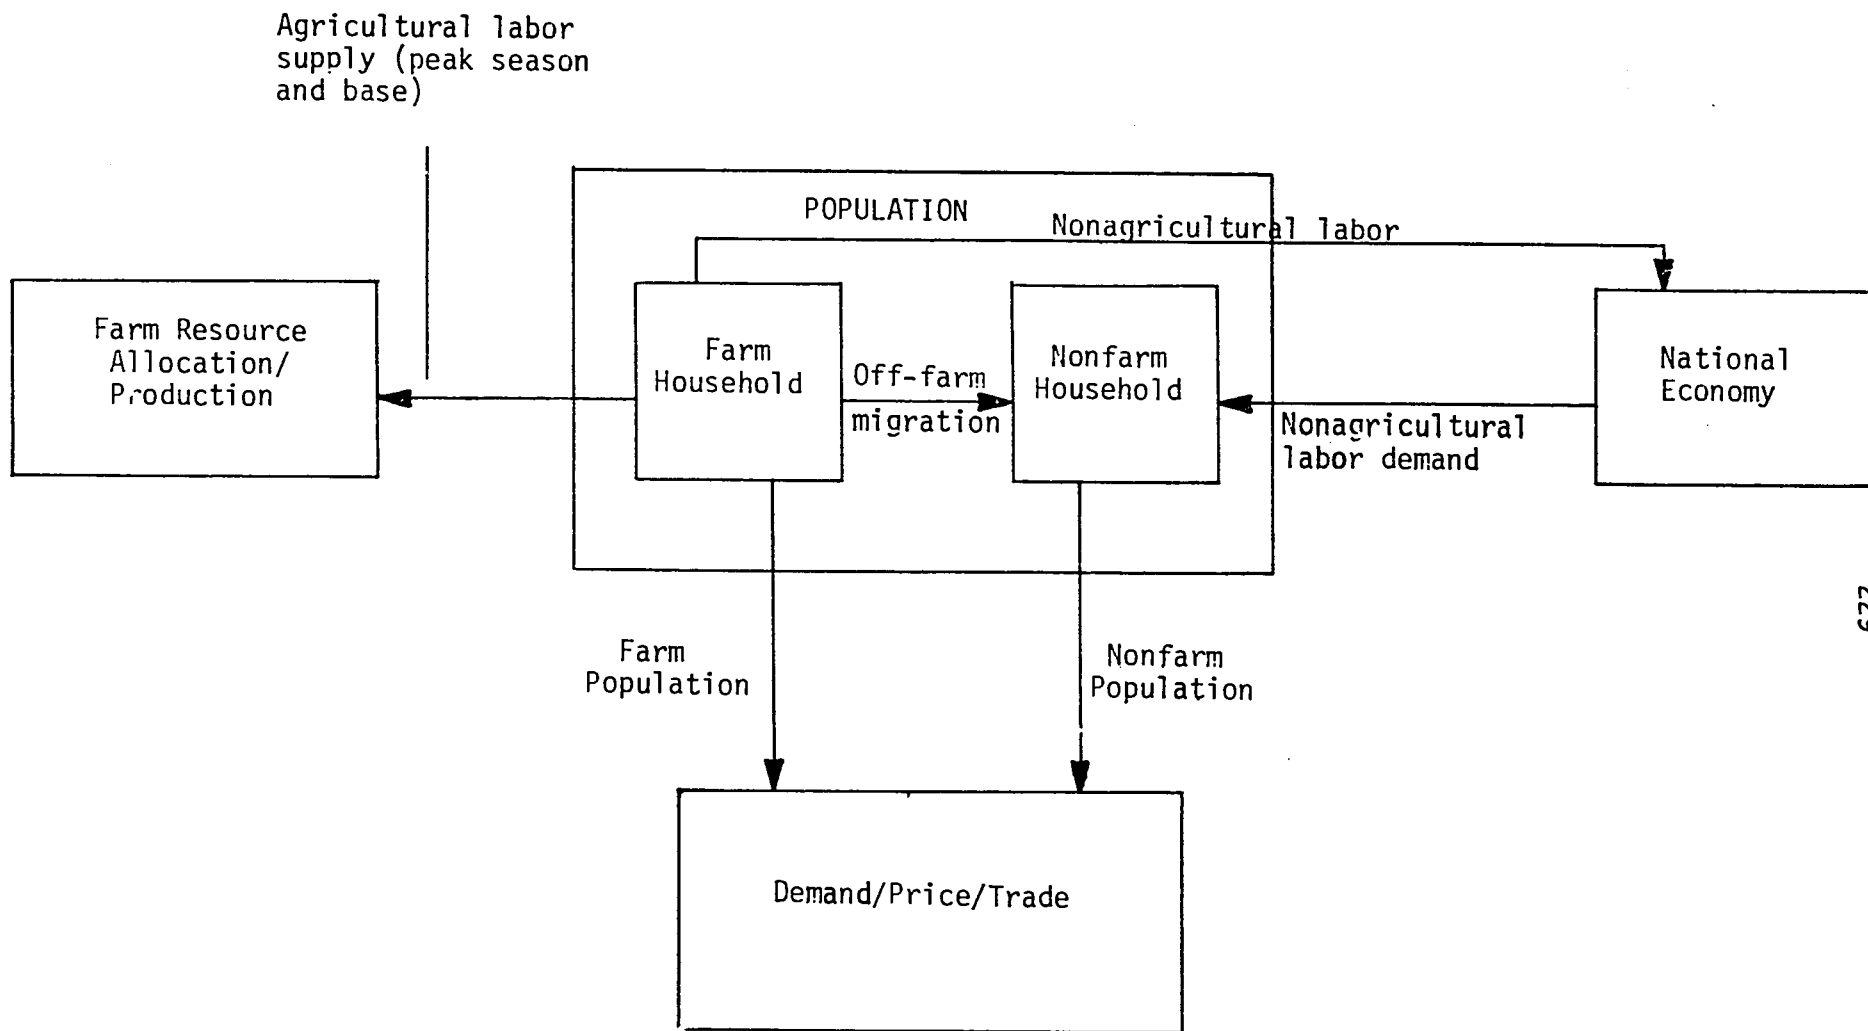 Agricultural labor
supply (peak season
and base)
POPULATION
Nonagricultural labor
Farm Resource
Allocation/
Production
Farm
Household
Off-farm
migration
Nonfarm
Household
National
Economy
Nonagricultural
labor demand
Farm
Population
Nonfarm
Population
Demand/Price/Trade